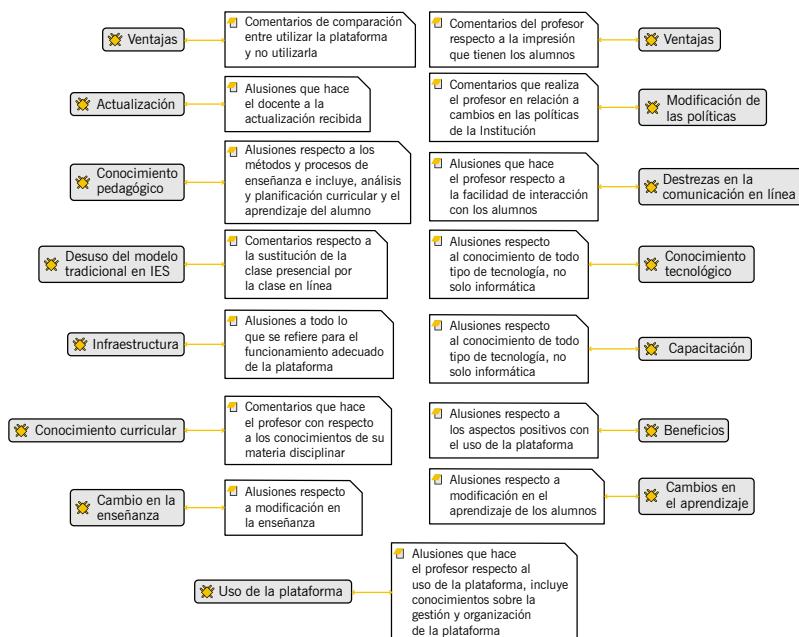 Ventajas
Comentarios de comparación
entre utilizar la plataforma
y no utilizarla
Comentarios del profesor
respecto a la impresión
que tienen los alumnos
Ventajas
Actualización
Alusiones que hace
el docente a la
actualización recibida
Comentarios que realiza
el profesor en relación a
cambios en las políticas
de la Institución
Modificación de
las políticas
Conocimiento
pedagógico
Alusiones respecto a los
métodos y procesos de
enseñanza e incluye, análisis
y planificación curricular y el
aprendizaje del alumno
Alusiones que hace
el profesor respecto a
la facilidad de interacción
con los alumnos
Destrezas en la
comunicación en línea
Desuso del modelo
tradicional en IES
Comentarios respecto a
la sustitución de la
clase presencial por
la clase en línea
Alusiones respecto
al conocimiento de todo
tipo de tecnología, no
solo informática
Conocimiento
tecnológico
Infraestructura
Alusiones a todo lo
que se refiere para el
funcionamiento adecuado
de la plataforma
Alusiones respecto
al conocimiento de todo
tipo de tecnología, no
solo informática
Capacitación
Conocimiento curricular
Comentarios que hace
el profesor con respecto
a los conocimientos de su
materia disciplinar
Alusiones respecto a
los aspectos positivos con
el uso de la plataforma
Beneficios
Cambio en la
enseñanza
Alusiones respecto
a modificación en
la enseñanza
Alusiones respecto a
modificación en el
aprendizaje de los alumnos
Cambios en
el aprendizaje
Uso de la plataforma
Alusiones que hace
el profesor respecto al
uso de la plataforma, incluye
conocimientos sobre la
gestión y organización
de la plataforma